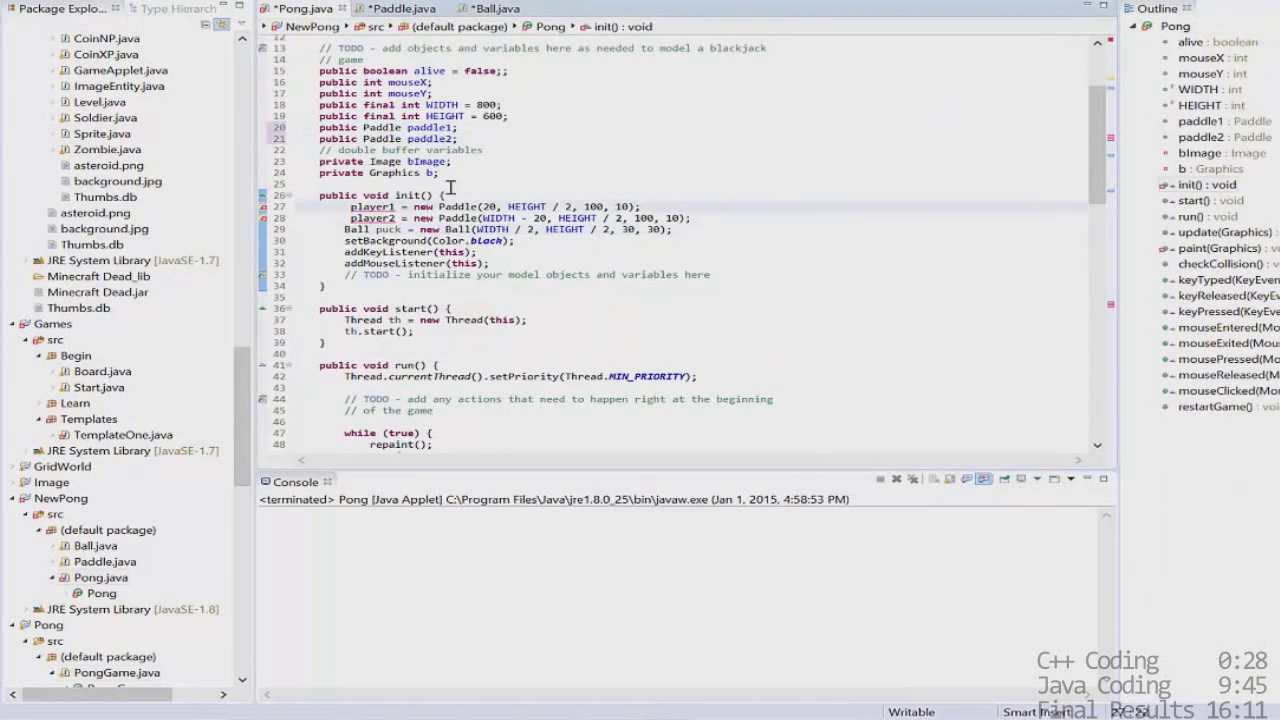 Package Explo...
Type Hierarch
CoinNP.java
CoinXP.java
GameApplet.java
ImageEntity.java
Level.java
Soldier.java
Sprite.java
Zombie.java
asteroid.png
background.jpg
Thumbs.db
asteroid.png
background.jpg
Thumbs.db
JRE System Library [JavaSE-1.7]
Minecraft Dead_lib
Minecraft Dead.jar
Thumbs.db
Games
src
Begin
Board.java
Start.java
Learn
Templates
TemplateOne.java
JRE System Library [JavaSE-1.7]
GridWorld
Image
NewPong
src
(default package)
Ball.java
Paddle.java
Pong.java
Pong
JRE System Library [JavaSE-1.8]
Pong
src
(default package)
PongGame.java
*Pong.java *Paddle.java *Ball.java
NewPong src (default package) Pong init() : void
12
13 // TODO - add objects and variables here as needed to model a blackjack
14 // game
15 public boolean alive = false;;
16 public int mouseX;
17 public int mouseY;
18 public final int WIDTH = 800;
19 public final int HEIGHT = 600;
20 public Paddle paddle1;
21 public Paddle paddle2;
22 // double buffer variables
23 private Image bImage;
24 private Graphics b;
25
26 public void init() {
27 player1 = new Paddle(20, HEIGHT / 2, 100, 10);
28 player2 = new Paddle(WIDTH - 20, HEIGHT / 2, 100, 10);
29 Ball puck = new Ball(WIDTH / 2, HEIGHT / 2, 30, 30);
30 setBackground(Color.black);
31 addKeyListener(this);
32 addMouseListener(this);
33 // TODO - initialize your model objects and variables here
34 }
35
36 public void start() {
37 Thread th = new Thread(this);
38 th.start();
39 }
40
41 public void run() {
42 Thread.currentThread().setPriority(Thread.MIN_PRIORITY);
43
44 // TODO - add any actions that need to happen right at the beginning
45 // of the game
46
47 while (true) {
48 repaint();
Console
<terminated> Pong [Java Applet] C:\Program Files\Java\jre1.8.0_25\bin\javaw.exe (Jan 1, 2015, 4:58:53 PM)
Outline
Pong
alive : boolean
mouseX : int
mouseY : int
WIDTH : int
HEIGHT : int
paddle1 : Paddle
paddle2 : Paddle
bImage : Image
b : Graphics
init() : void
start() : void
run() : void
update(Graphics)
paint(Graphics) :
checkCollision() :
keyTyped(KeyEven
keyReleased(KeyE
keyPressed(KeyEv
mouseEntered(Mo
mouseExited(Mou
mousePressed(Mo
mouseReleased(M
mouseClicked(Mou
restartGame() : vo
C++ Coding 0:28
Java Coding 9:45
Final Results 16:11
Writable Smart Insert